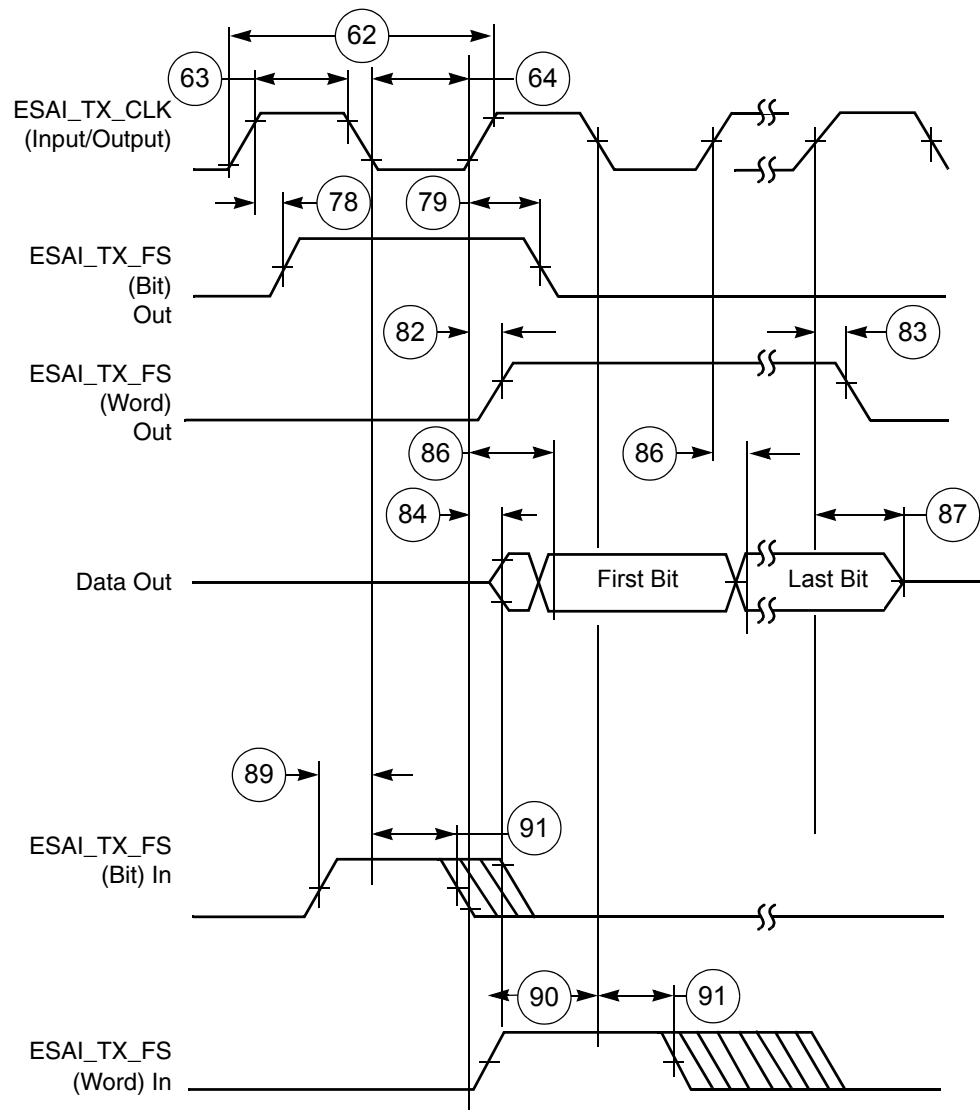 62
63
64
ESAI_TX_CLK
(Input/Output)
78
79
ESAI_TX_FS
(Bit)
Out
82
83
ESAI_TX_FS
(Word)
Out
86
86
84
87
Data Out
First Bit
Last Bit
89
91
ESAI_TX_FS
(Bit) In
90
91
ESAI_TX_FS
(Word) In